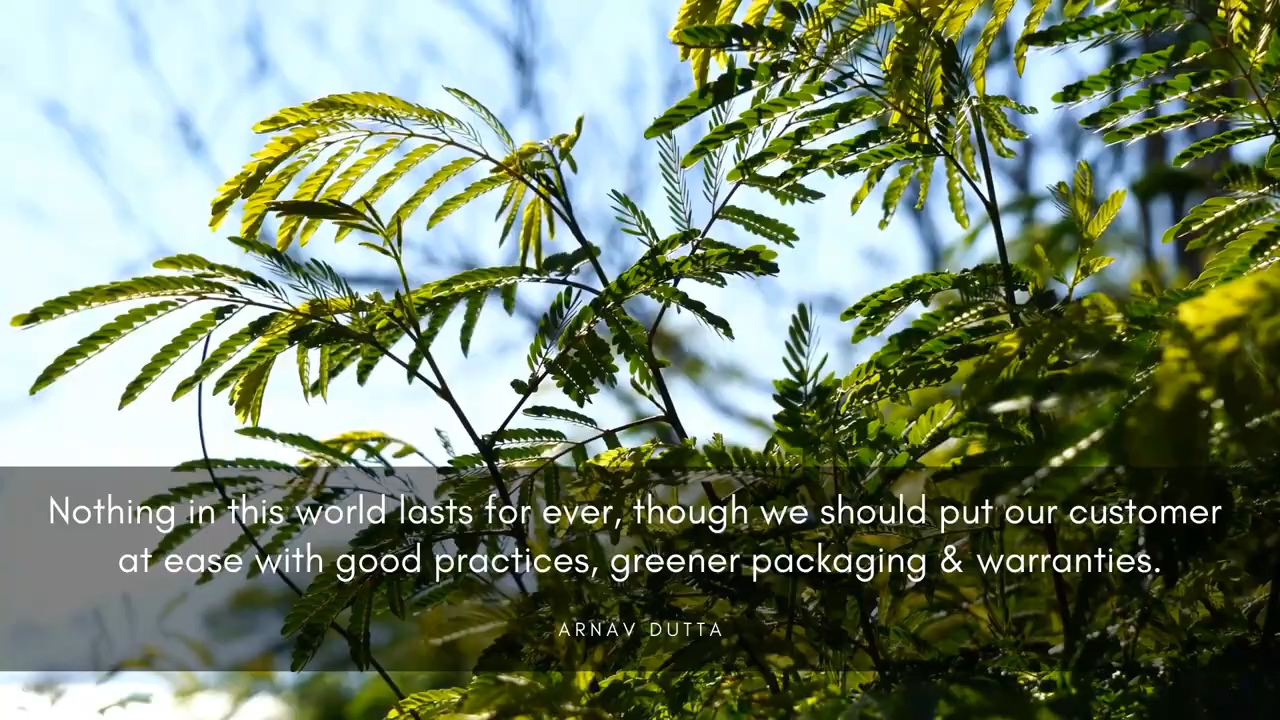 Nothing in this world lasts for ever, though we should put our customer
at ease with good practices, greener packaging & warranties.
ARNAV DUTTA